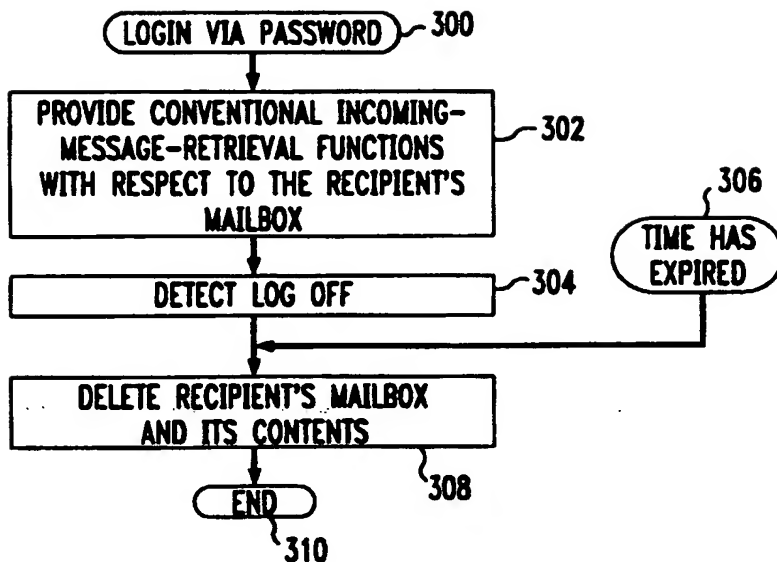 LOGIN VIA PASSWORD
300
PROVIDE CONVENTIONAL INCOMING-
MESSAGE-RETRIEVAL FUNCTIONS
WITH RESPECT TO THE RECIPIENT'S
MAILBOX
302
306
TIME HAS
EXPIRED
DETECT LOG OFF
304
DELETE RECIPIENT'S MAILBOX
AND ITS CONTENTS
308
END
310